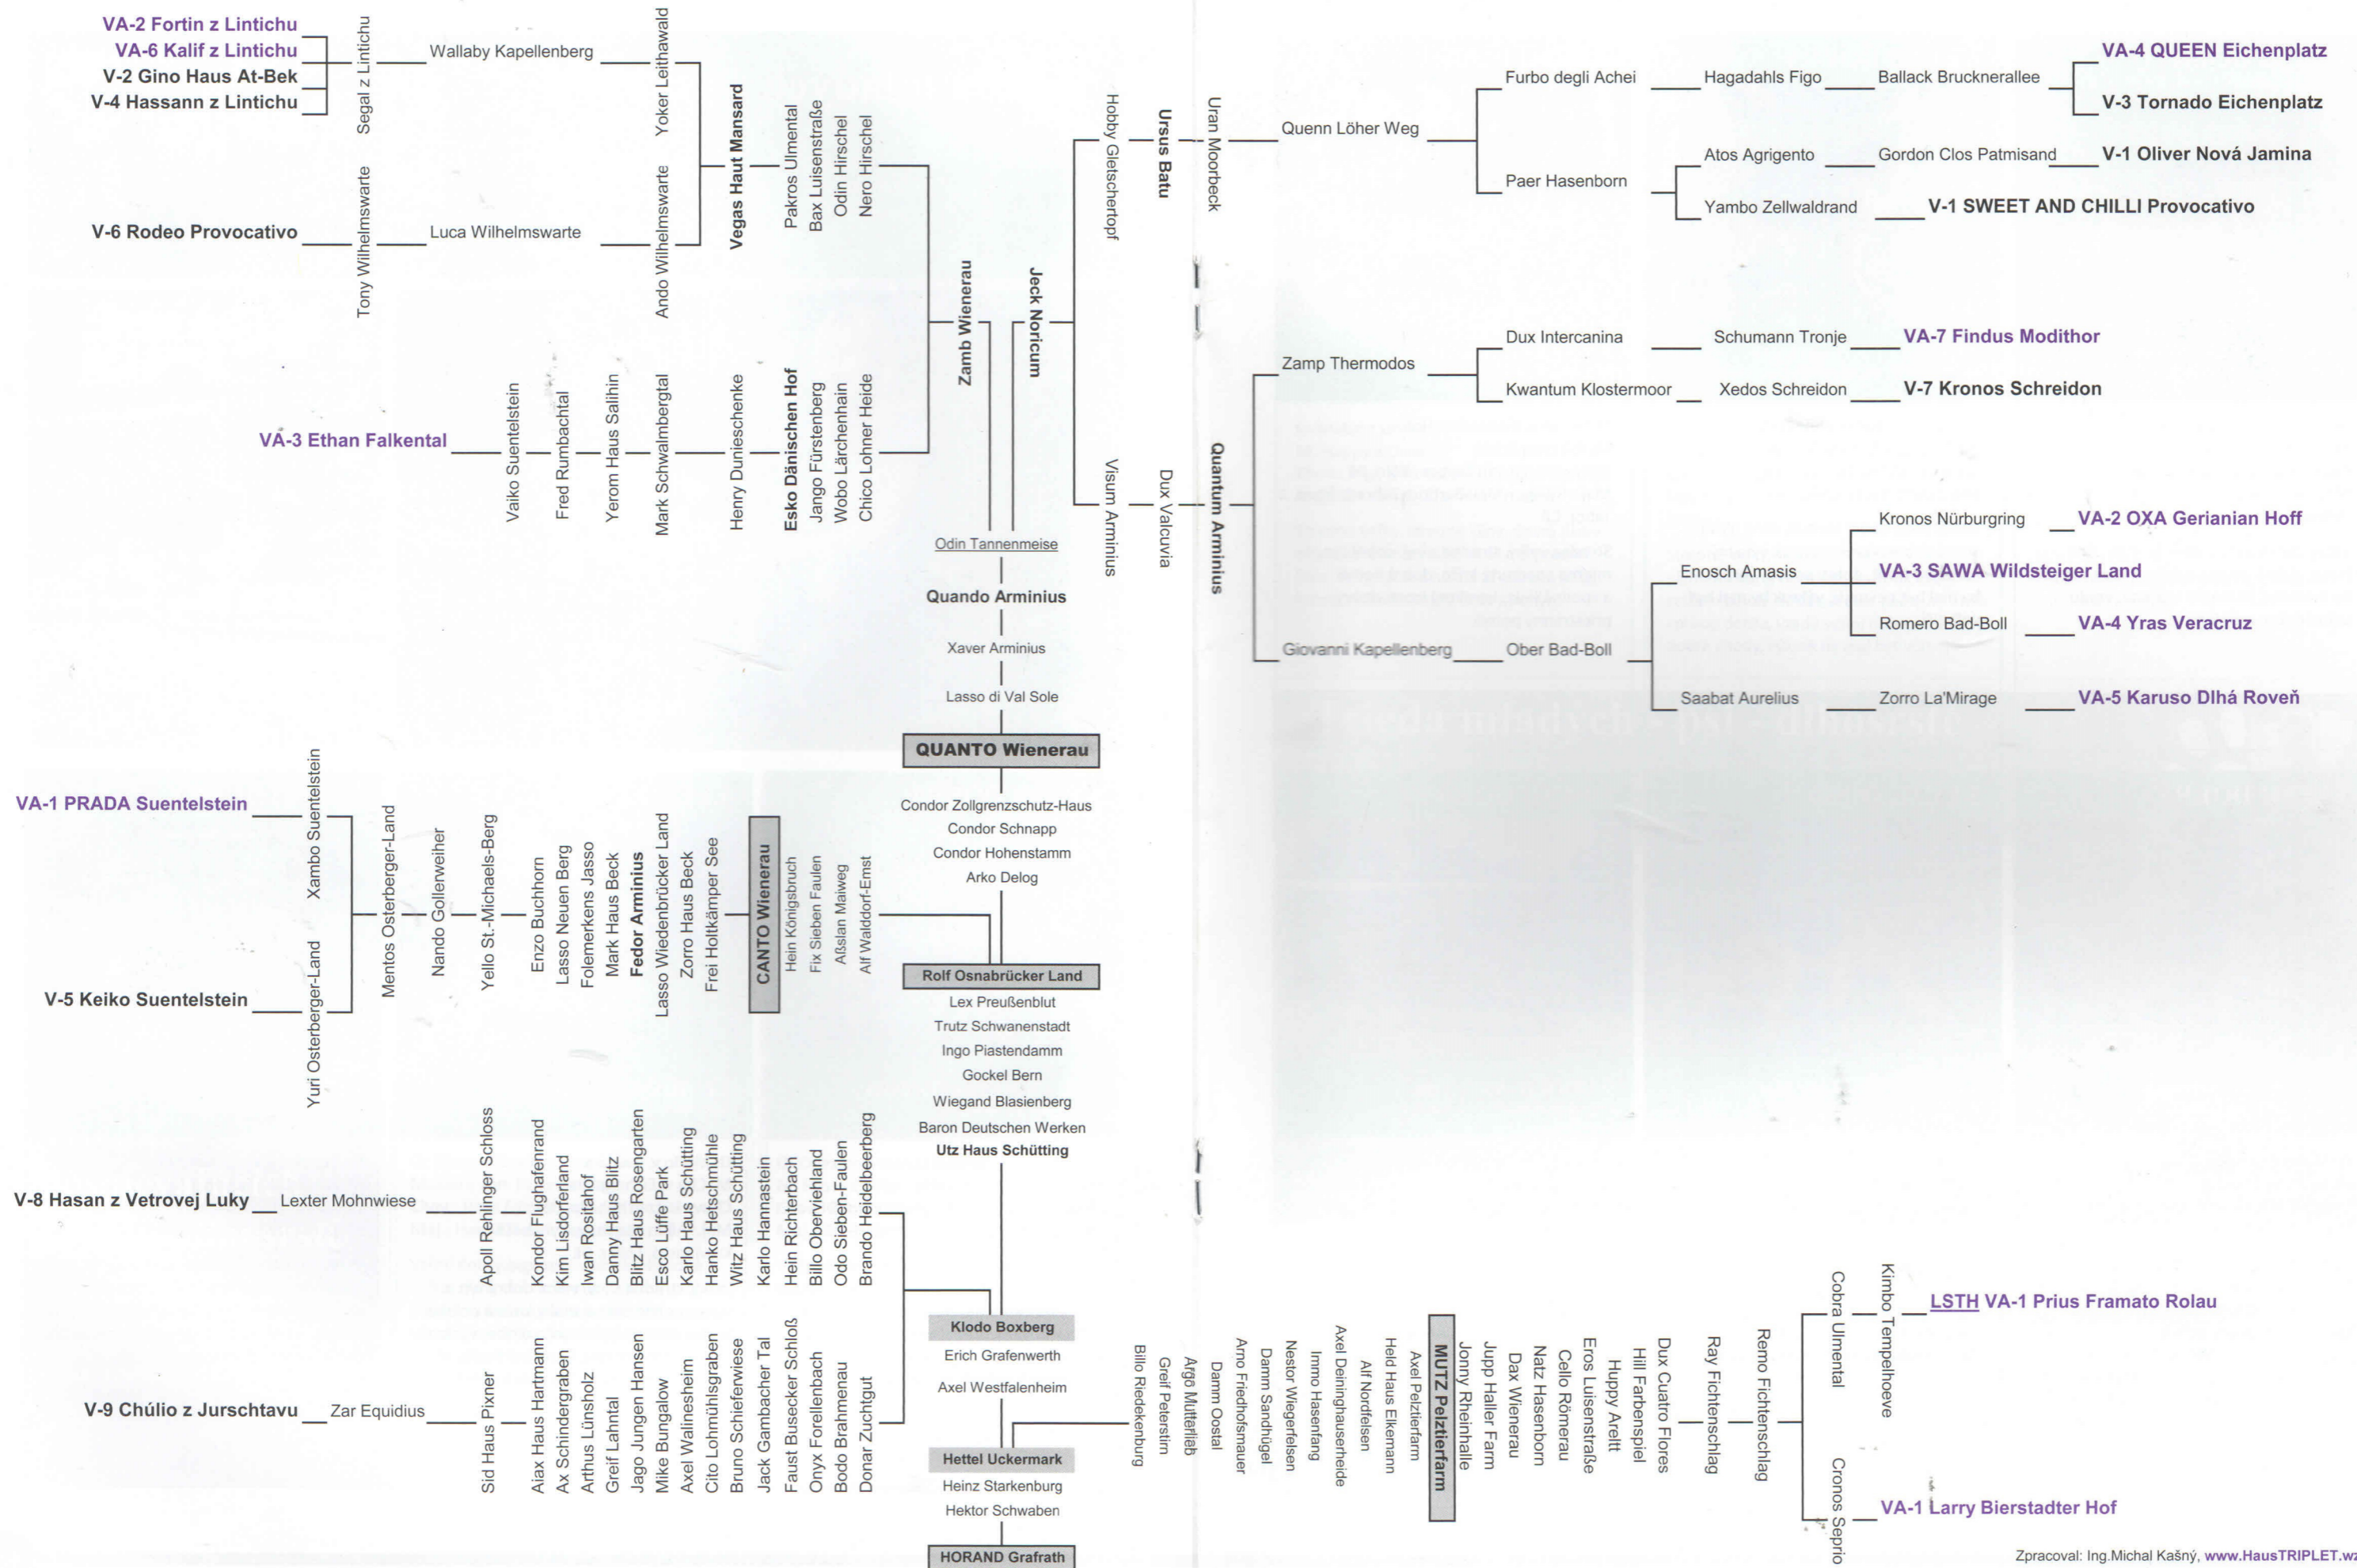 VA-2 Fortin z Lintichu
VA-6 Kalif z Lintichu
V-2 Gino Haus At-Bek
V-4 Hassann z Lintichu
Segal z Lintichu
Wallaby Kapellenberg
Yoker Leithawald
V-6 Rodeo Provocativo
Tony Wilhelmswarte
Luca Wilhelmswarte
Ando Wilhelmswarte
Vegas Haut Mansard
Pakros Ulmental
Bax Luisenstraße
Odin Hirschel
Nero Hirschel
VA-3 Ethan Falkental
Vaiko Suentelstein
Fred Rumbachtal
Yerom Haus Salihin
Mark Schwalmbergtal
Henry Dunieschenke
Esko Dänischen Hof
Jango Fürstenberg
Wobo Lärchenhain
Chico Lohner Heide
Zamb Wienerau
Jeck Noricum
Hobby Gletschertopf
Ursus Batu
Uran Moorbeck
Quenn Löher Weg
Furbo degli Achei
Hagadahls Figo
Ballack Brucknerallee
VA-4 QUEEN Eichenplatz
V-3 Tornado Eichenplatz
Paer Hasenborn
Atos Agrigento
Gordon Clos Patmisand
V-1 Oliver Nová Jamina
Yambo Zellwaldrand
V-1 SWEET AND CHILLI Provocativo
Visum Arminius
Dux Valcuvia
Quantum Arminius
Zamp Thermodos
Dux Intercanina
Schumann Tronje
VA-7 Findus Modithor
Kwantum Klostermoor
Xedos Schreidon
V-7 Kronos Schreidon
Giovanni Kapellenberg
Ober Bad-Boll
Enosch Amasis
Kronos Nürburgring
VA-2 OXA Gerianian Hoff
VA-3 SAWA Wildsteiger Land
Romero Bad-Boll
VA-4 Yras Veracruz
Saabat Aurelius
Zorro La'Mirage
VA-5 Karuso Dlhá Roveň
Odin Tannenmeise
Quando Arminius
Xaver Arminius
Lasso di Val Sole
QUANTO Wienerau
Condor Zollgrenzschutz-Haus
Condor Schnapp
Condor Hohenstamm
Arko Delog
VA-1 PRADA Suentelstein
V-5 Keiko Suentelstein
Xambo Suentelstein
Yuri Osterberger-Land
Mentos Osterberger-Land
Nando Gollerweiher
Yello St.-Michaels-Berg
Enzo Buchhorn
Lasso Neuen Berg
Folemerkens Jasso
Mark Haus Beck
Fedor Arminius
Lasso Wiedenbrücker Land
Zorro Haus Beck
Frei Holtkämper See
CANTO Wienerau
Hein Königsbruch
Fix Sieben Faulen
Aßslan Maiweg
Alf Walddorf-Emst
Rolf Osnabrücker Land
Lex Preußenblut
Trutz Schwanenstadt
Ingo Piastendamm
Gockel Bern
Wiegand Blasienberg
Baron Deutschen Werken
Utz Haus Schütting
V-8 Hasan z Vetrovej Luky
Lexter Mohnwiese
Apoll Rehlinger Schloss
Kondor Flughafenrand
Kim Lisdorferland
Iwan Rositahof
Danny Haus Blitz
Blitz Haus Rosengarten
Esco Lüffe Park
Karlo Haus Schütting
Hanko Hetschmühle
Witz Haus Schütting
Karlo Hannastein
Hein Richterbach
Billo Oberviehland
Odo Sieben-Faulen
Brando Heidelbeerberg
V-9 Chúlio z Jurschtavu
Zar Equidius
Sid Haus Pixner
Aiax Haus Hartmann
Ax Schindergraben
Arthus Lünsholz
Greif Lahntal
Jago Jungen Hansen
Mike Bungalow
Axel Walinesheim
Cito Lohmühlsgraben
Bruno Schieferwiese
Jack Gambacher Tal
Faust Busecker Schloß
Onyx Forellenbach
Bodo Brahmenau
Donar Zuchtgut
Klodo Boxberg
Erich Grafenwerth
Axel Westfalenheim
Hettel Uckermark
Heinz Starkenburg
Hektor Schwaben
HORAND Grafrath
Billo Riedekenburg
Greif Peterstirn
Argo Mutterlieb
Damm Oostal
Arno Friedhofsmauer
Damm Sandhügel
Nestor Wiegerfelsen
Immo Hasenfang
Axel Deininghauserheide
Alf Nordfelsen
Held Haus Elkemann
Axel Pelztierfarm
MUTZ Pelztierfarm
Jonny Rheinhalle
Jupp Haller Farm
Dax Wienerau
Natz Hasenborn
Cello Römerau
Eros Luisenstraße
Huppy Areltt
Hill Farbenspiel
Dux Cuatro Flores
Ray Fichtenschlag
Remo Fichtenschlag
Cobra Ulmental
Kimbo Tempelhoeve
LSTH VA-1 Prius Framato Rolau
Cronos Seprio
VA-1 Larry Bierstadter Hof
Zpracoval: Ing.Michal Kašný, www.HausTRIPLET.wz